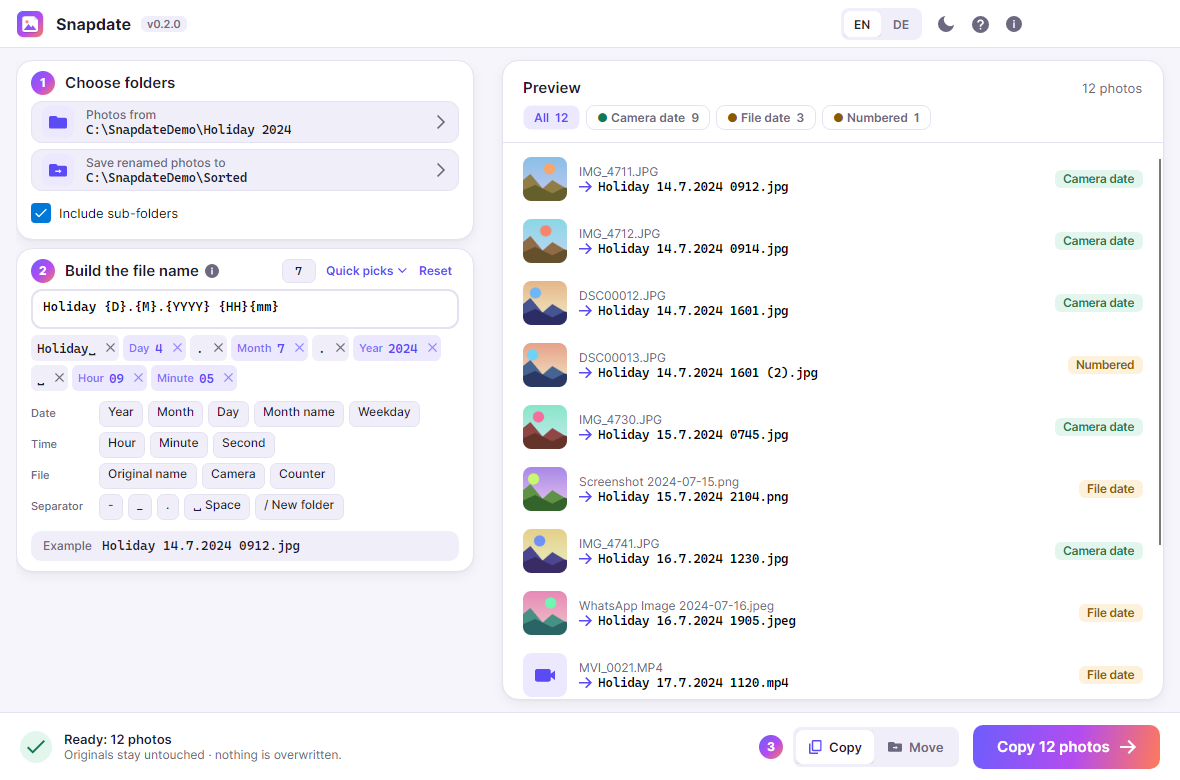 Snapdate v0.2.0 EN DE
1 Choose folders
Photos from
C:\SnapdateDemo\Holiday 2024
Save renamed photos to
C:\SnapdateDemo\Sorted
Include sub-folders
2 Build the file name 7 Quick picks Reset
Holiday {D}.{M}.{YYYY} {HH}{mm}
Holiday␣ Day 4 . Month 7 . Year 2024
␣ Hour 09 Minute 05
Date Year Month Day Month name Weekday
Time Hour Minute Second
File Original name Camera Counter
Separator - _ . ␣ Space / New folder
Example Holiday 14.7.2024 0912.jpg
Preview 12 photos
All 12 Camera date 9 File date 3 Numbered 1
IMG_4711.JPG
→ Holiday 14.7.2024 0912.jpg Camera date
IMG_4712.JPG
→ Holiday 14.7.2024 0914.jpg Camera date
DSC00012.JPG
→ Holiday 14.7.2024 1601.jpg Camera date
DSC00013.JPG
→ Holiday 14.7.2024 1601 (2).jpg Numbered
IMG_4730.JPG
→ Holiday 15.7.2024 0745.jpg Camera date
Screenshot 2024-07-15.png
→ Holiday 15.7.2024 2104.png File date
IMG_4741.JPG
→ Holiday 16.7.2024 1230.jpg Camera date
WhatsApp Image 2024-07-16.jpeg
→ Holiday 16.7.2024 1905.jpeg File date
MVI_0021.MP4
→ Holiday 17.7.2024 1120.mp4 File date
Ready: 12 photos
Originals stay untouched · nothing is overwritten.
3 Copy Move Copy 12 photos →